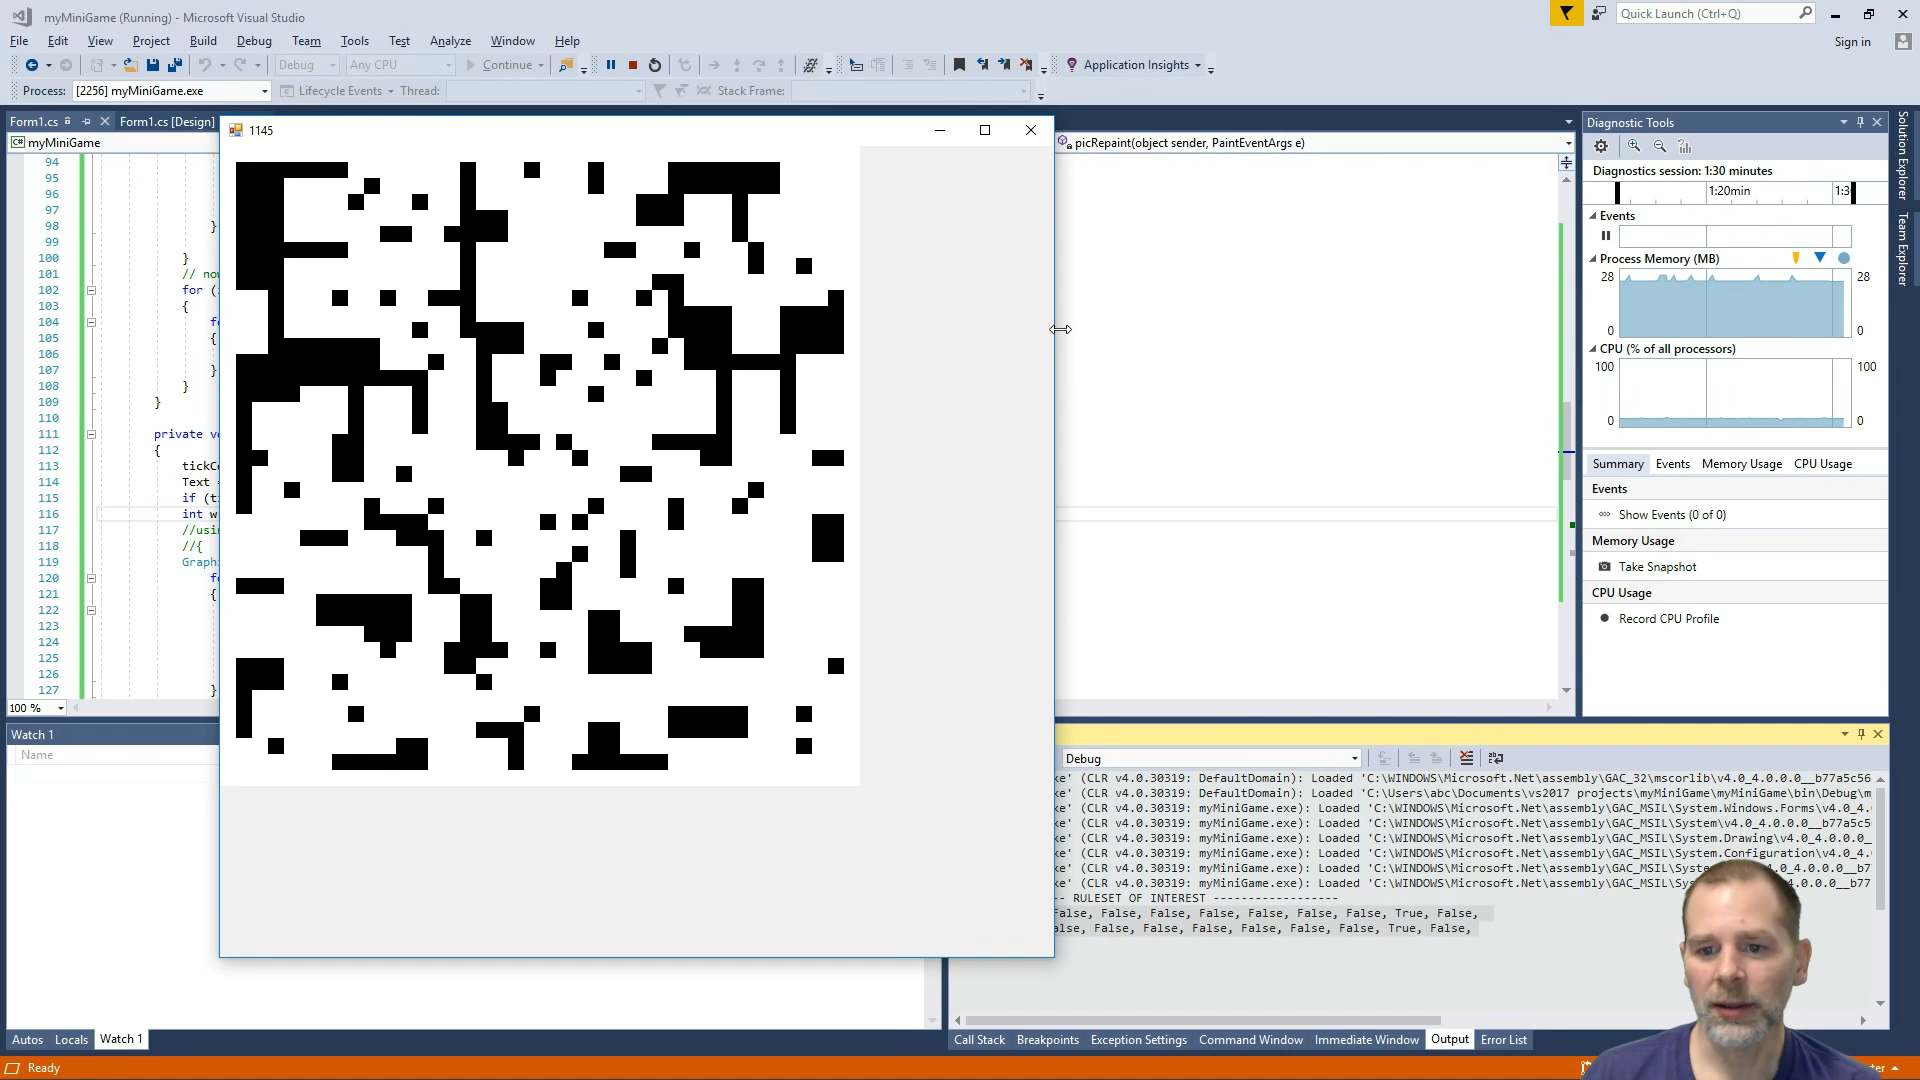 myMiniGame (Running) - Microsoft Visual Studio
Quick Launch (Ctrl+Q)
File Edit View Project Build Debug Team Tools Test Analyze Window Help
Sign in
Debug Any CPU Continue Application Insights
Process: [2256] myMiniGame.exe Lifecycle Events Thread: Stack Frame:
Form1.cs Form1.cs [Design]
1145
myMiniGame
picRepaint(object sender, PaintEventArgs e)
94
95
96
97
98 }
99
100 }
101 // now
102 for (
103 {
104
105 {
106
107 }
108 }
109 }
110
111 private v
112 {
113
114 Text =
115 if (t
116 int w
117
118 //{
119
120
121 {
122
123
124
125
126
127 }
100 %
Diagnostic Tools
Diagnostics session: 1:30 minutes
1:20min
Events
Process Memory (MB)
28 28
0 0
CPU (% of all processors)
100 100
0 0
Summary Events Memory Usage CPU Usage
Events
Show Events (0 of 0)
Memory Usage
Take Snapshot
CPU Usage
Record CPU Profile
Solution Explorer
Team Explorer
Watch 1
Name
Debug
(CLR v4.0.30319: DefaultDomain): Loaded 'C:\WINDOWS\Microsoft.Net\assembly\GAC_32\mscorlib\v4.0_4.0.0.0__b77a5c56
(CLR v4.0.30319: DefaultDomain): Loaded 'C:\Users\abc\Documents\vs2017 projects\myMiniGame\myMiniGame\bin\Debug\m
(CLR v4.0.30319: myMiniGame.exe): Loaded 'C:\WINDOWS\Microsoft.Net\assembly\GAC_MSIL\System.Windows.Forms\v4.0_4.
(CLR v4.0.30319: myMiniGame.exe): Loaded 'C:\WINDOWS\Microsoft.Net\assembly\GAC_MSIL\System\v4.0_4.0.0.0__b77a5c5
(CLR v4.0.30319: myMiniGame.exe): Loaded 'C:\WINDOWS\Microsoft.Net\assembly\GAC_MSIL\System.Drawing\v4.0_4.0.0.0_
(CLR v4.0.30319: myMiniGame.exe): Loaded 'C:\WINDOWS\Microsoft.Net\assembly\GAC_MSIL\System.Configuration\v4.0_4.
(CLR v4.0.30319: myMiniGame.exe): Loaded 'C:\WINDOWS\Microsoft.Net\assembly\GAC_MSIL\
(CLR v4.0.30319: myMiniGame.exe): Loaded 'C:\WINDOWS\Microsoft.Net\assembly\GAC_MSIL\
-- RULESET OF INTEREST ------------------
False, False, False, False, False, False, True, False,
False, False, False, False, False, False, True, False,
Autos Locals Watch 1
Call Stack Breakpoints Exception Settings Command Window Immediate Window Output Error List
Ready